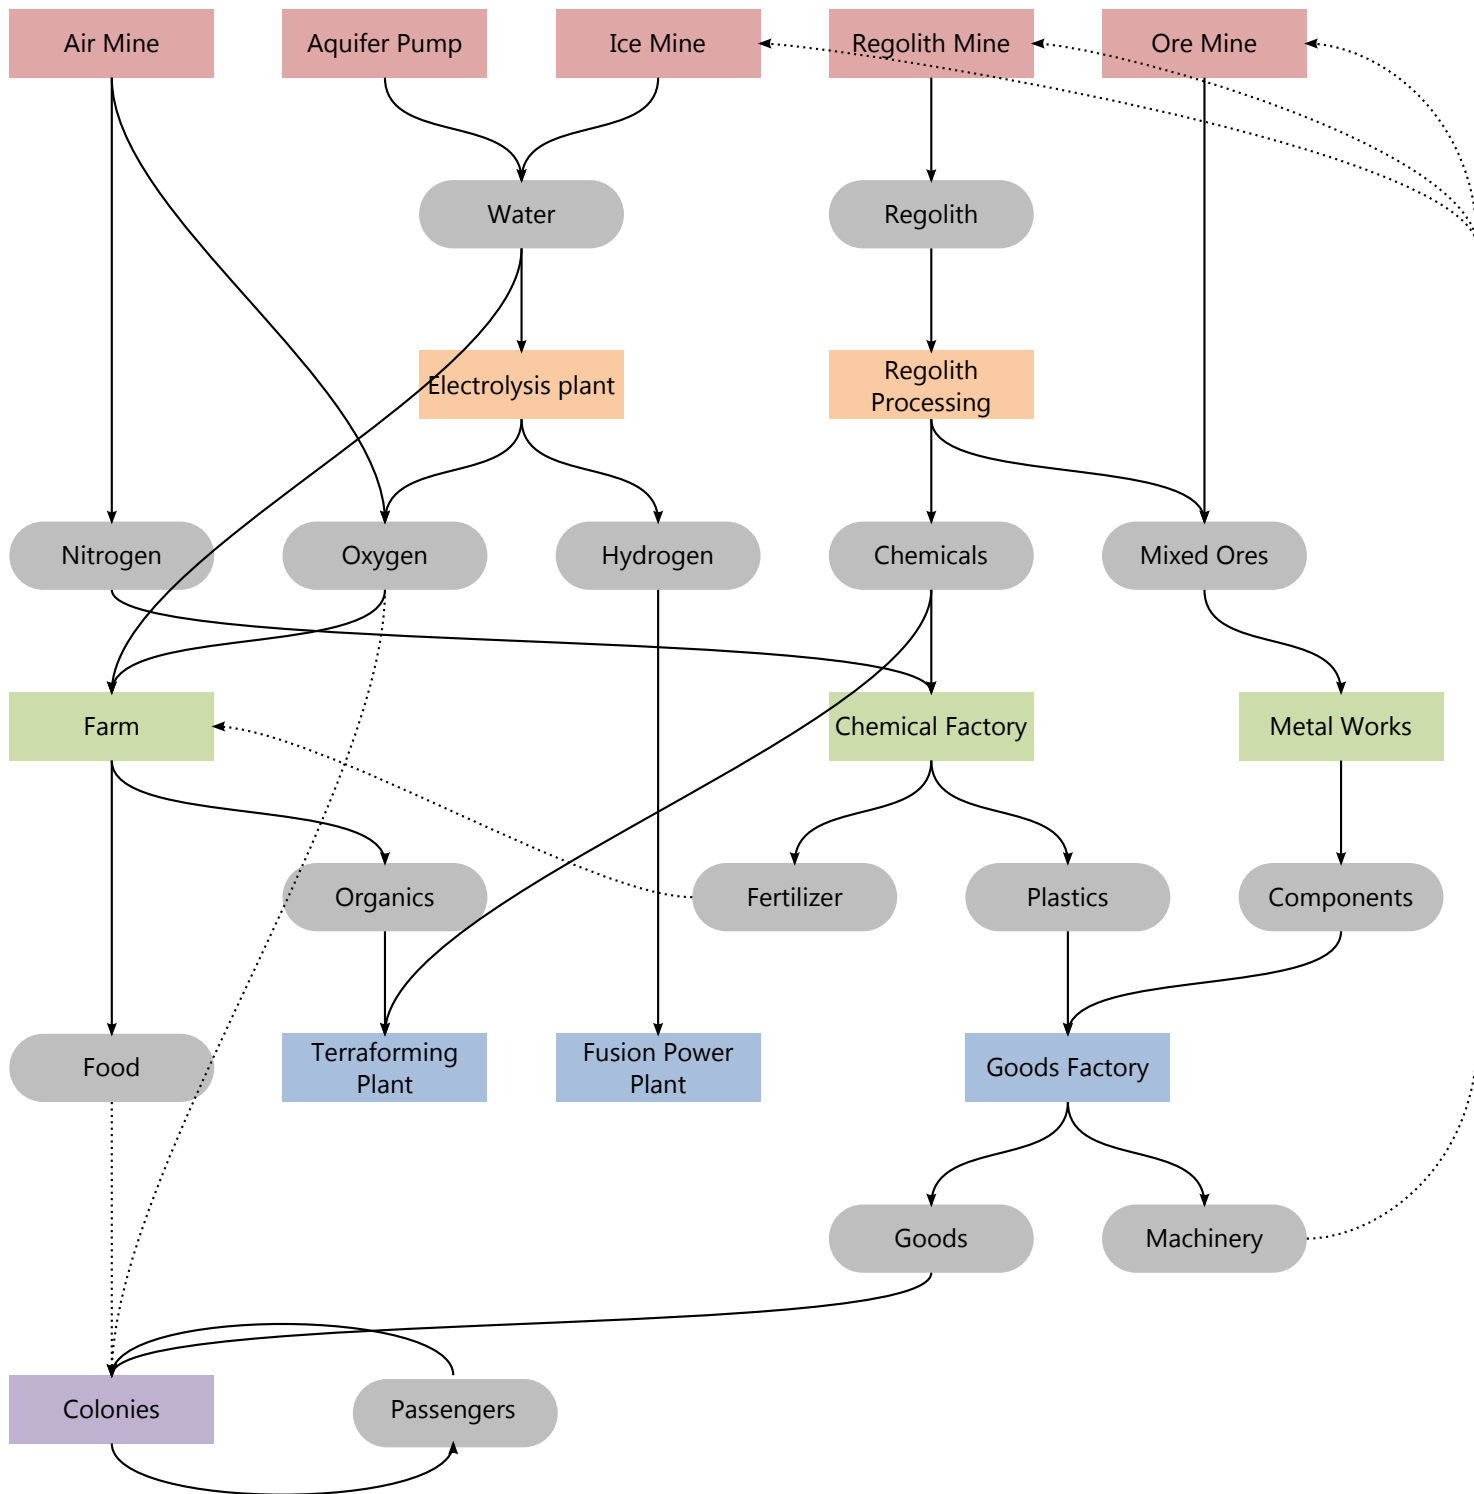 Air Mine
Aquifer Pump
Ice Mine
Regolith Mine
Ore Mine
Water
Regolith
Electrolysis plant
Regolith
Processing
Nitrogen
Oxygen
Hydrogen
Chemicals
Mixed Ores
Farm
Chemical Factory
Metal Works
Organics
Fertilizer
Plastics
Components
Food
Terraforming
Plant
Fusion Power
Plant
Goods Factory
Goods
Machinery
Colonies
Passengers